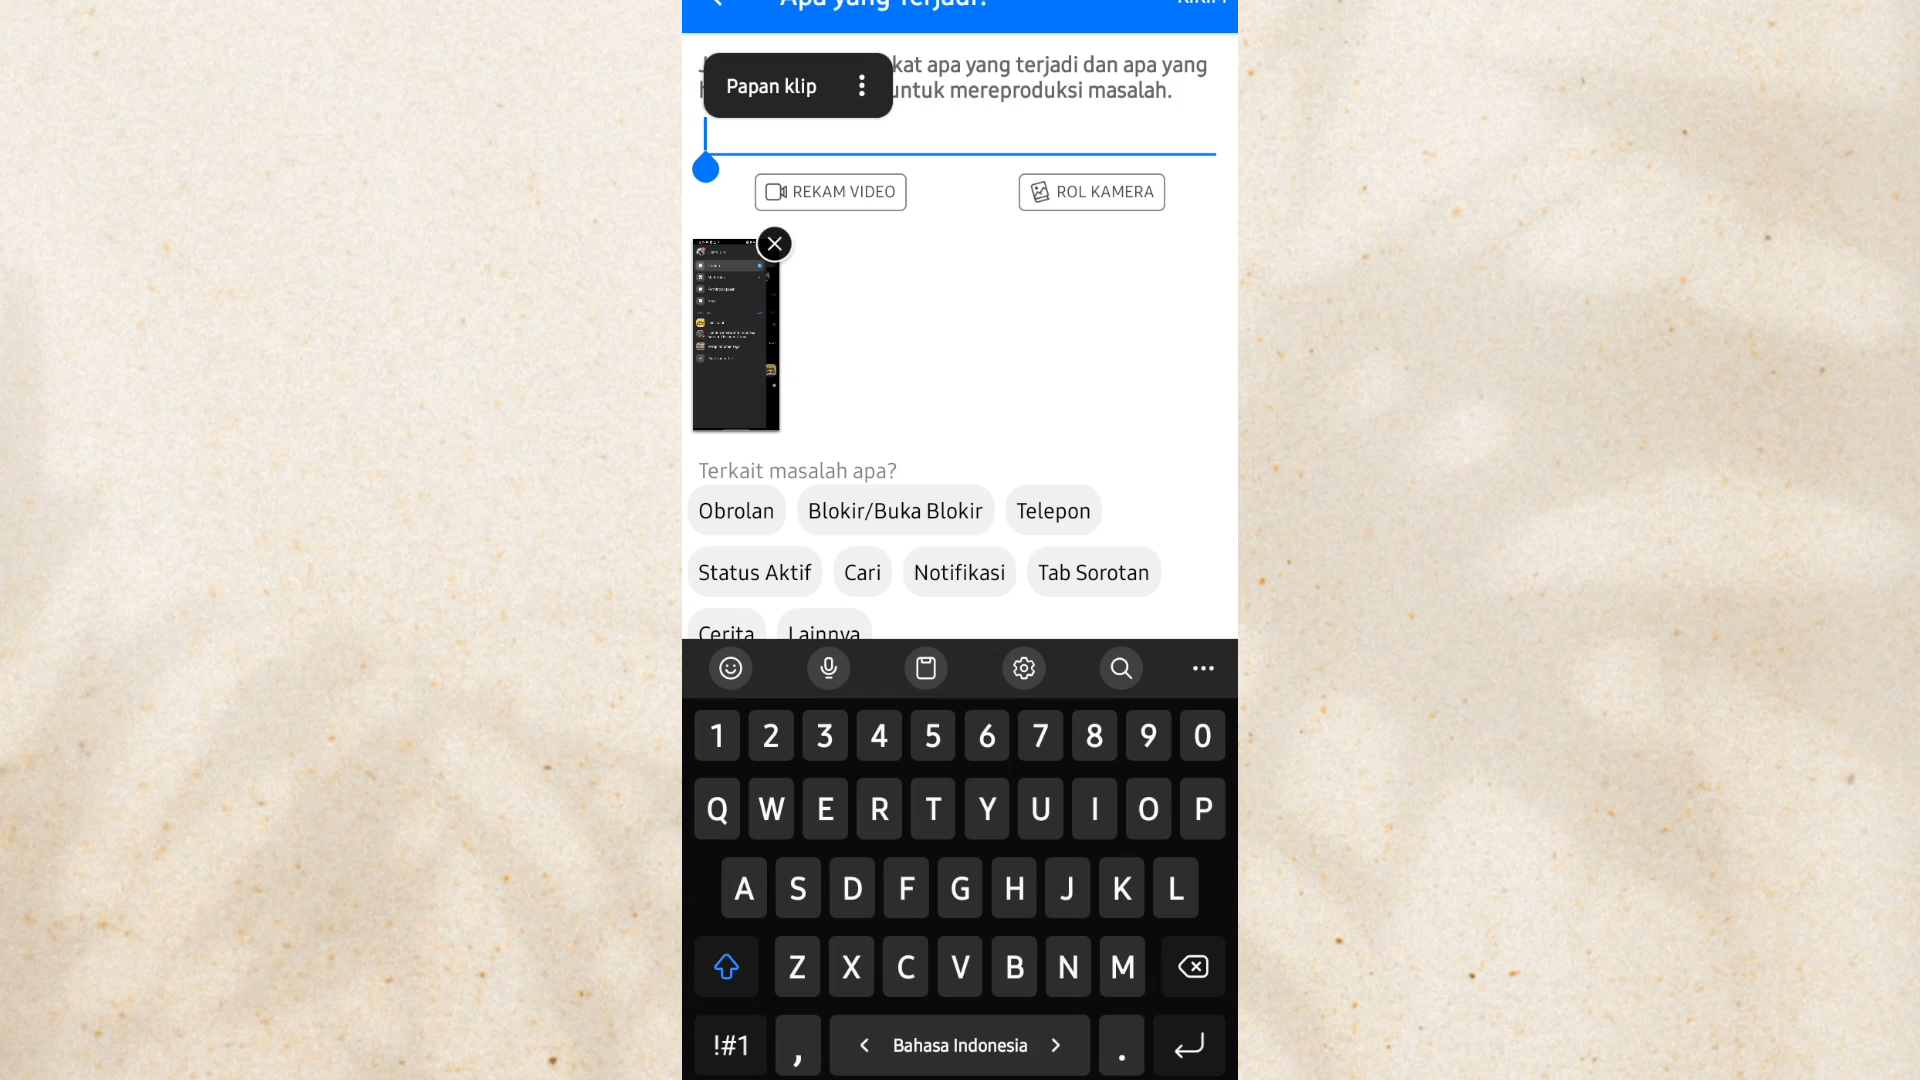 kat apa yang terjadi dan apa yang
untuk mereproduksi masalah.
Papan klip
REKAM VIDEO
ROL KAMERA
Terkait masalah apa?
Obrolan
Blokir/Buka Blokir
Telepon
Status Aktif
Cari
Notifikasi
Tab Sorotan
Cerita
Lainnya
1 2 3 4 5 6 7 8 9 0
Q W E R T Y U I O P
A S D F G H J K L
Z X C V B N M
!#1 , < Bahasa Indonesia > .